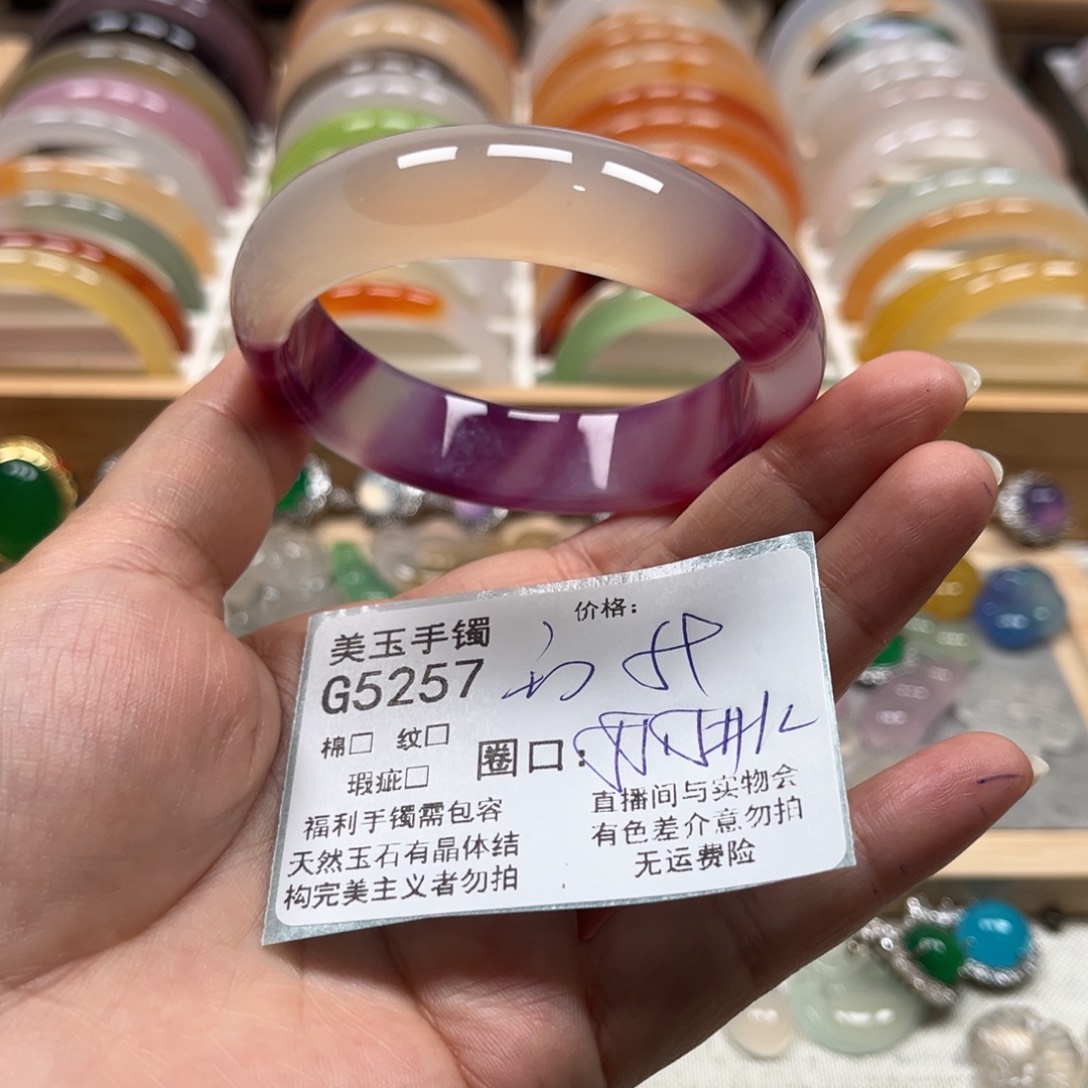 美玉手镯
价格:
G5257
棉□ 纹□
瑕疵□
圈口:
福利手镯需包容
天然玉石有晶体结
构完美主义者勿拍
直播间与实物会
有色差介意勿拍
无运费险